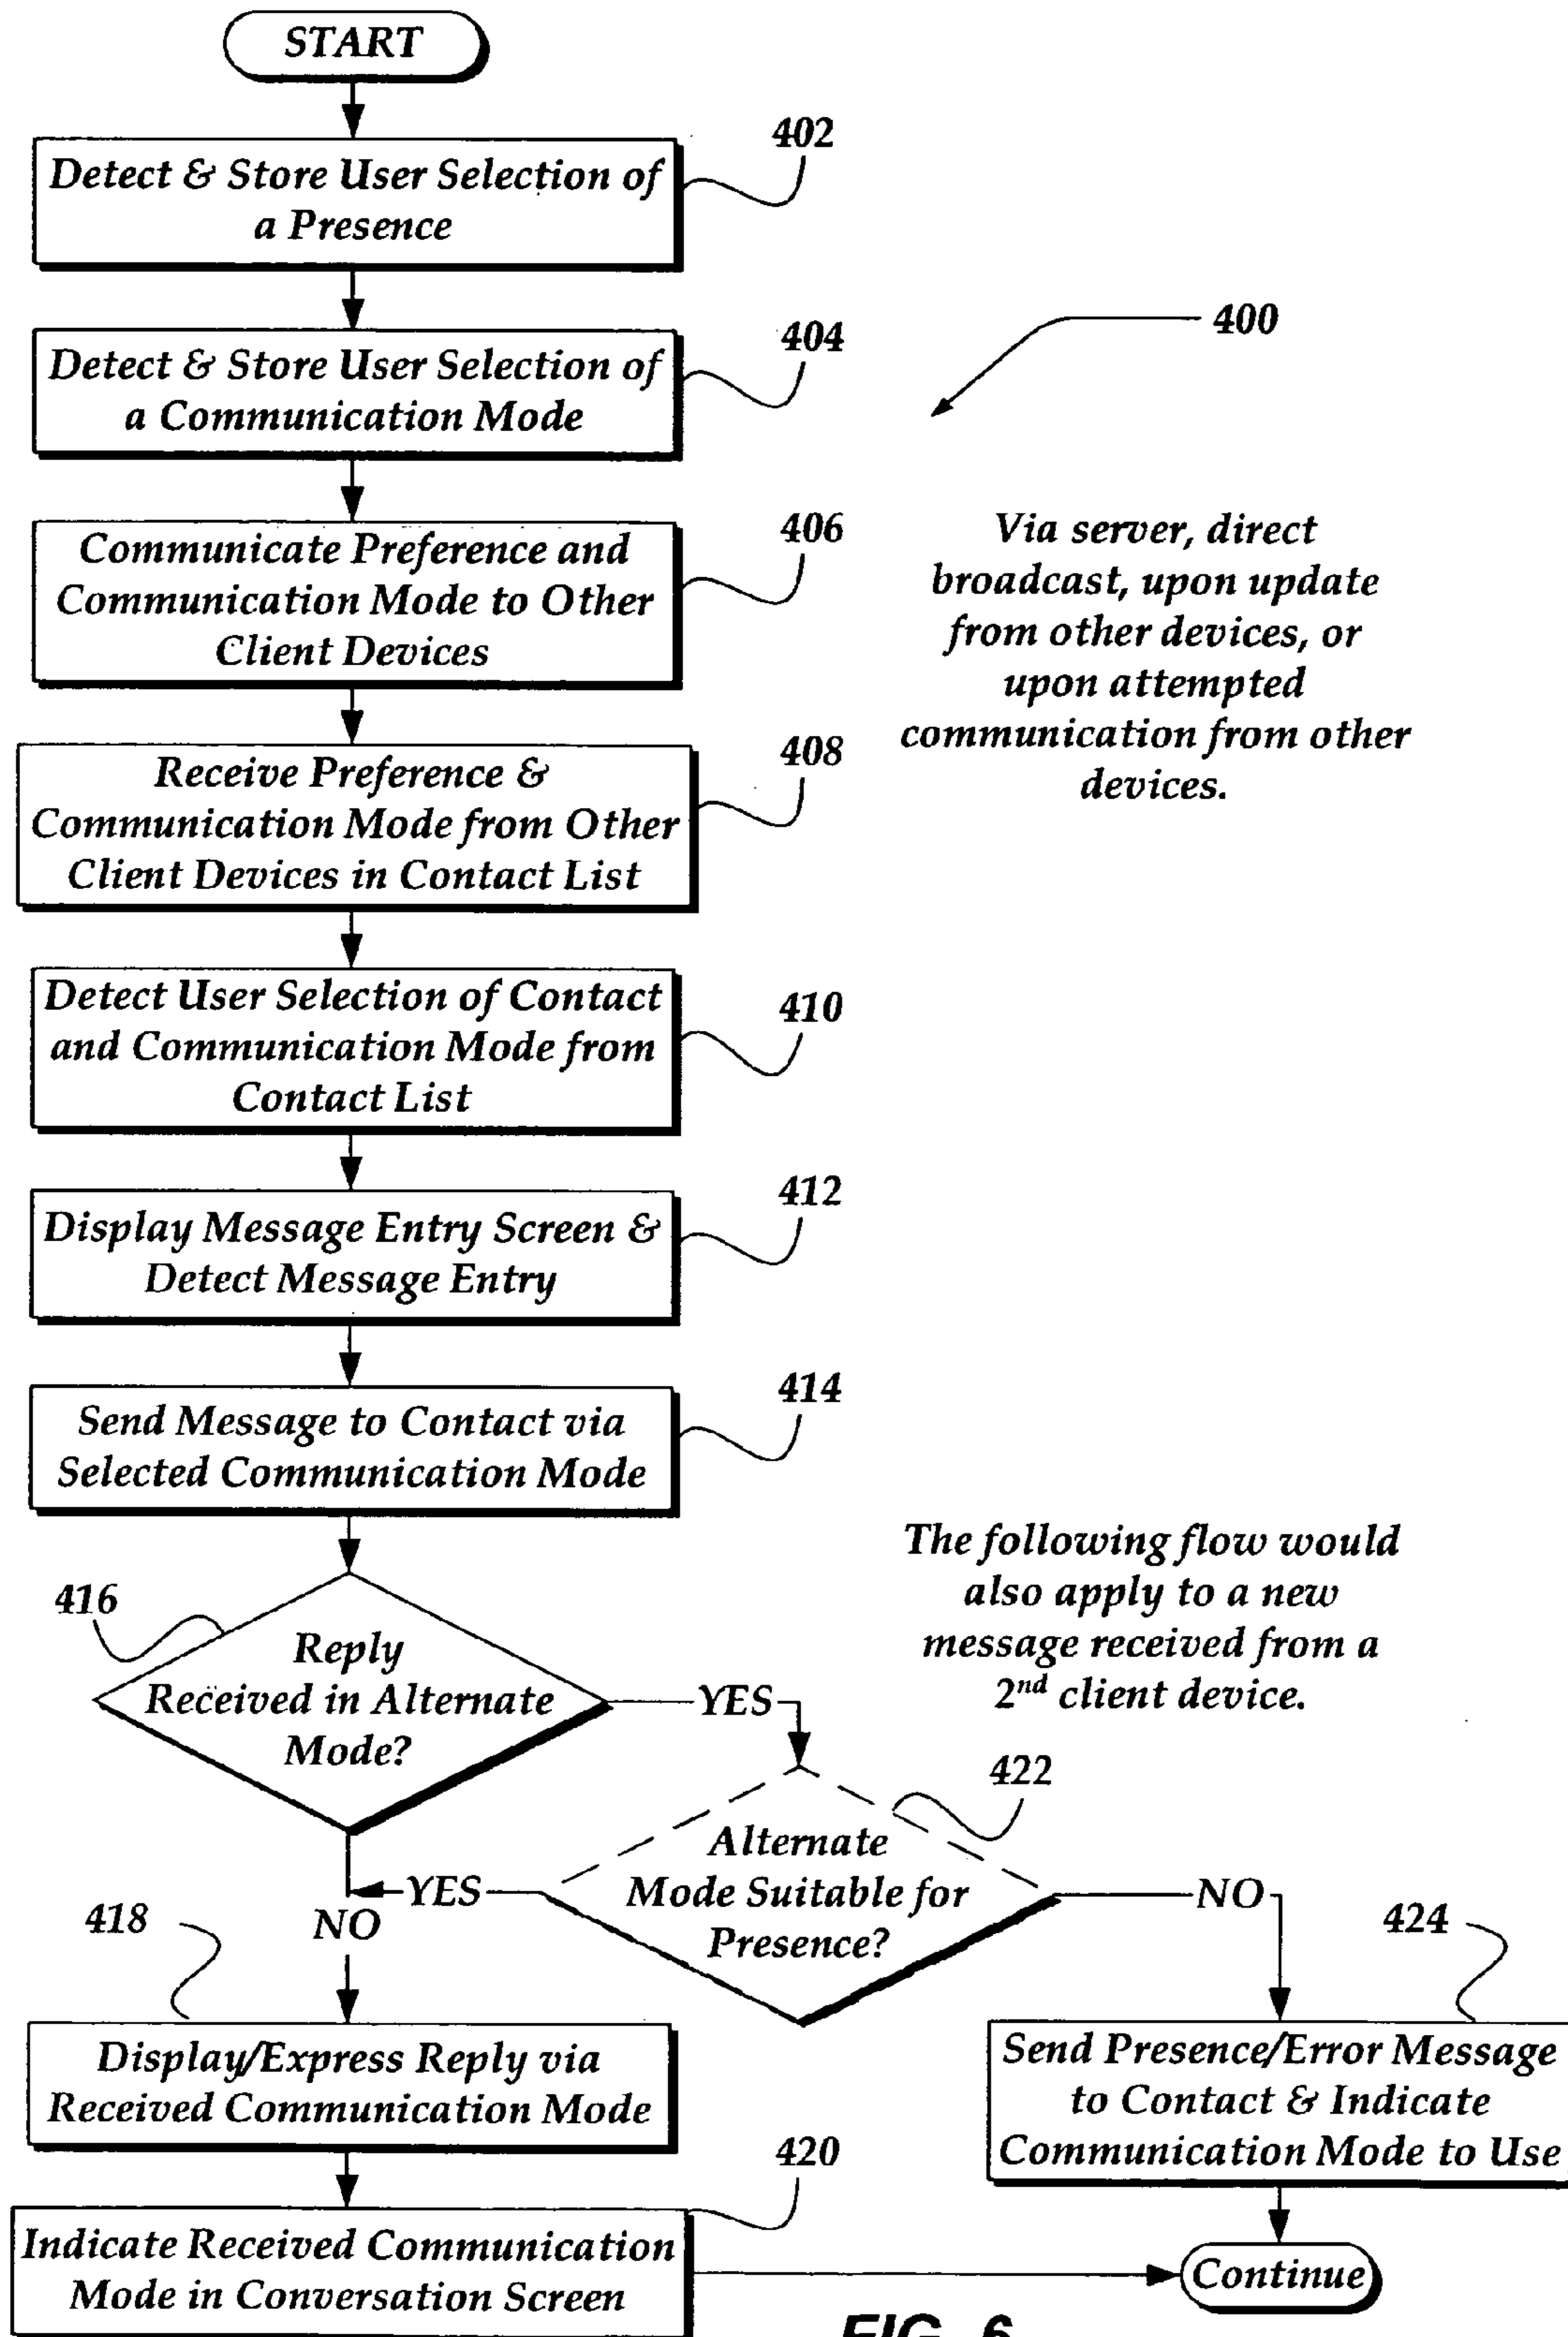 START
402
Detect & Store User Selection of
a Presence
404
Detect & Store User Selection of
a Communication Mode
400
406
Communicate Preference and
Communication Mode to Other
Client Devices
Via server, direct
broadcast, upon update
from other devices, or
upon attempted
communication from other
devices.
408
Receive Preference &
Communication Mode from Other
Client Devices in Contact List
410
Detect User Selection of Contact
and Communication Mode from
Contact List
412
Display Message Entry Screen &
Detect Message Entry
414
Send Message to Contact via
Selected Communication Mode
The following flow would
also apply to a new
message received from a
2nd client device.
416
Reply
Received in Alternate
Mode?
YES
422
Alternate
Mode Suitable for
Presence?
YES
NO
NO
418
424
Display/Express Reply via
Received Communication Mode
Send Presence/Error Message
to Contact & Indicate
Communication Mode to Use
420
Indicate Received Communication
Mode in Conversation Screen
Continue
FIG. 6